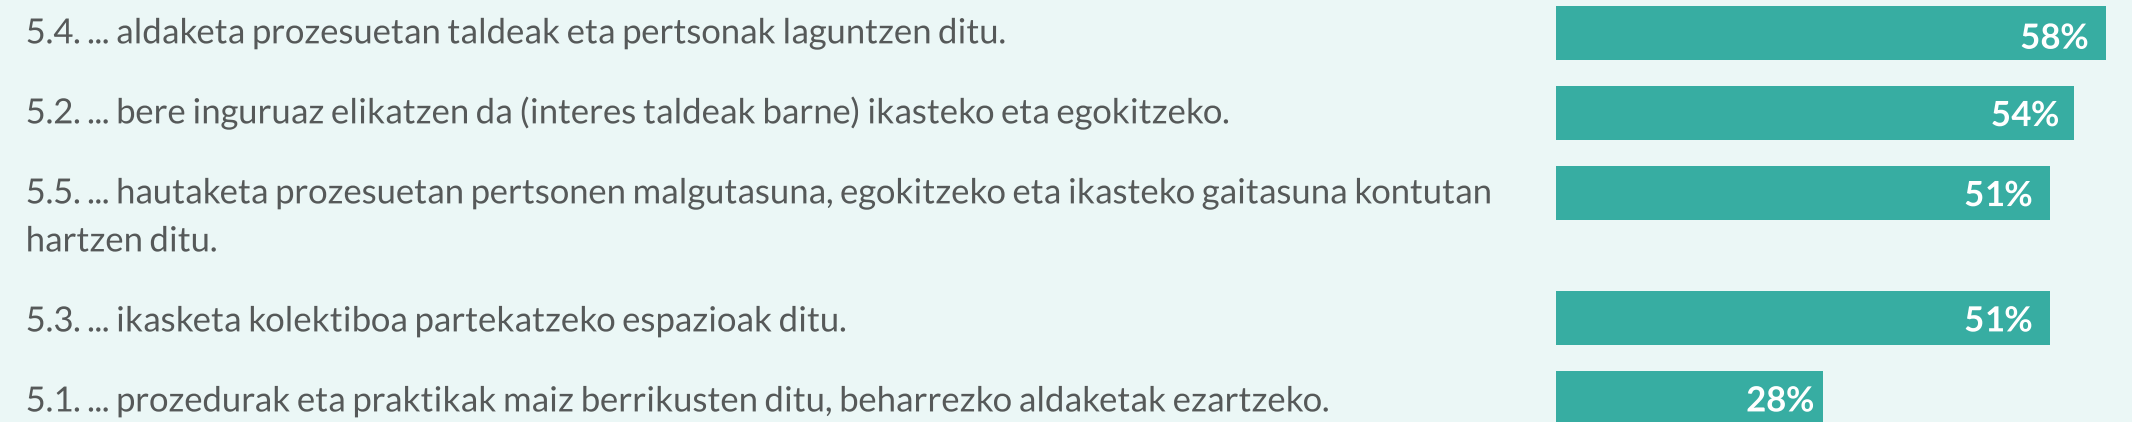 5.4. ... aldaketa prozesuetan taldeak eta pertsonak laguntzen ditu.
58%
5.2. ... bere inguruaz elikatzen da (interes taldeak barne) ikasteko eta egokitzeko.
54%
5.5. ... hautaketa prozesuetan pertsonen malgutasuna, egokitzeko eta ikasteko gaitasuna kontutan
hartzen ditu.
51%
5.3. ... ikasketa kolektiboa partekatzeko espazioak ditu.
51%
5.1. ... prozedurak eta praktikak maiz berrikusten ditu, beharrezko aldaketak ezartzeko.
28%